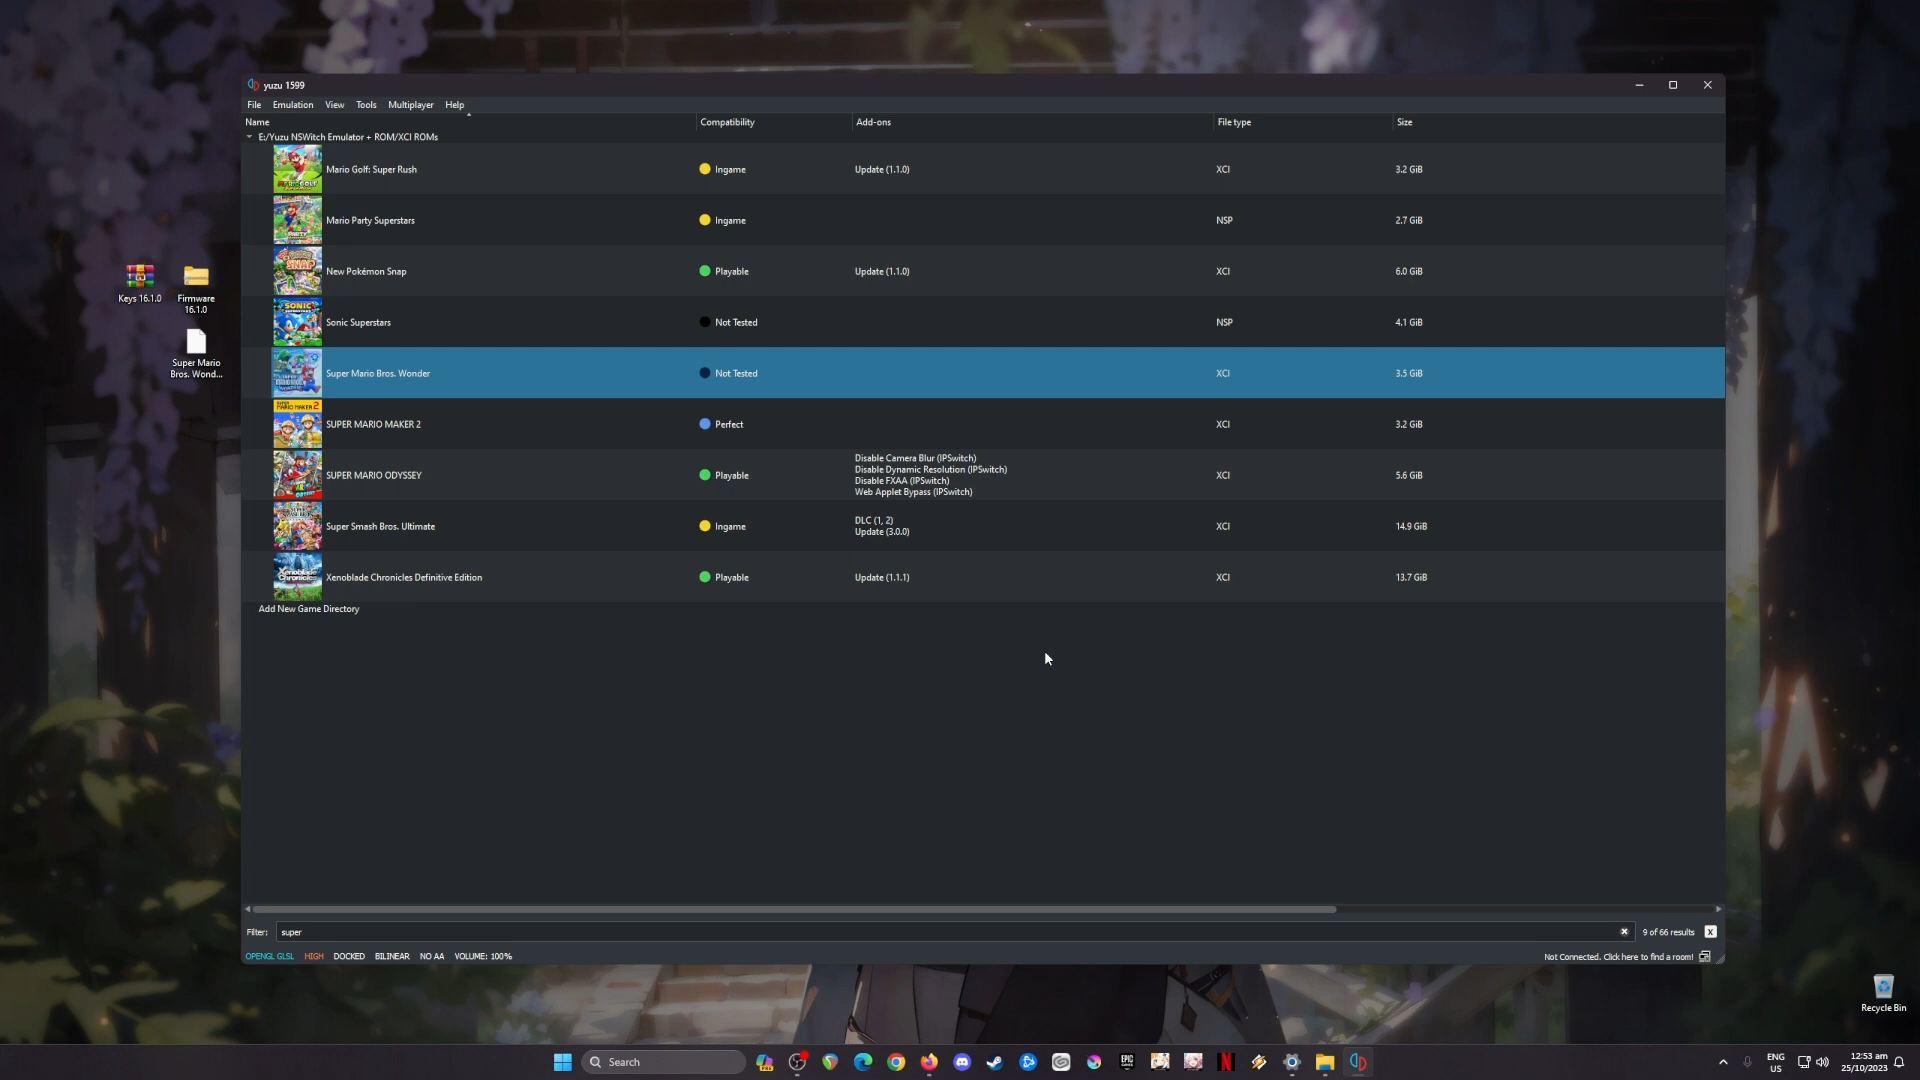 yuzu 1599
File Emulation View Tools Multiplayer Help
Name Compatibility Add-ons File type Size
E:/Yuzu NSWitch Emulator + ROM/XCI ROMs
Mario Golf: Super Rush Ingame Update (1.1.0) XCI 3.2 GiB
Mario Party Superstars Ingame NSP 2.7 GiB
New Pokémon Snap Playable Update (1.1.0) XCI 6.0 GiB
Sonic Superstars Not Tested NSP 4.1 GiB
Super Mario Bros. Wonder Not Tested XCI 3.5 GiB
SUPER MARIO MAKER 2 Perfect XCI 3.2 GiB
SUPER MARIO ODYSSEY Playable XCI 5.6 GiB
Disable Camera Blur (IPSwitch)
Disable Dynamic Resolution (IPSwitch)
Disable FXAA (IPSwitch)
Web Applet Bypass (IPSwitch)
Super Smash Bros. Ultimate Ingame XCI 14.9 GiB
DLC (1, 2)
Update (3.0.0)
Xenoblade Chronicles Definitive Edition Playable Update (1.1.1) XCI 13.7 GiB
Add New Game Directory
Filter: super 9 of 66 results X
OPENGL GLSL HIGH DOCKED BILINEAR NO AA VOLUME: 100% Not Connected. Click here to find a room!
Keys 16.1.0
Firmware
16.1.0
Super Mario
Bros. Wond...
Recycle Bin
Search
ENG
US
12:53 am
25/10/2023